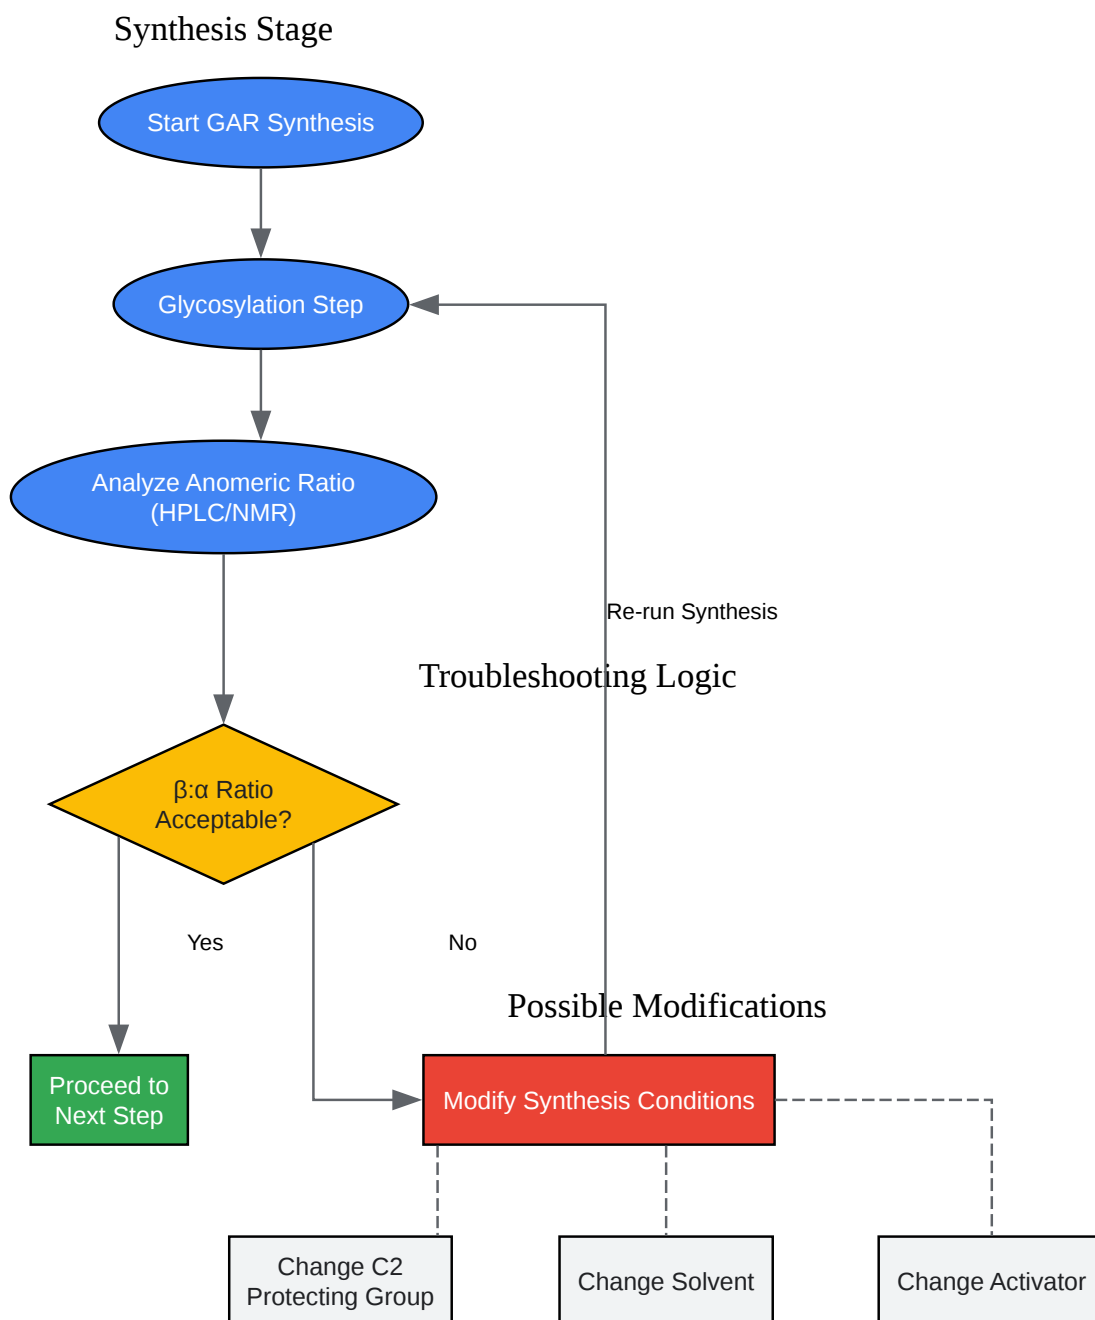 Synthesis Stage
Start GAR Synthesis
Glycosylation Step
Analyze Anomeric Ratio
(HPLC/NMR)
Re-run Synthesis
Troubleshooting Logic
β:α Ratio
Acceptable?
Yes
No
Possible Modifications
Proceed to
Next Step
Modify Synthesis Conditions
Change C2
Protecting Group
Change Solvent
Change Activator